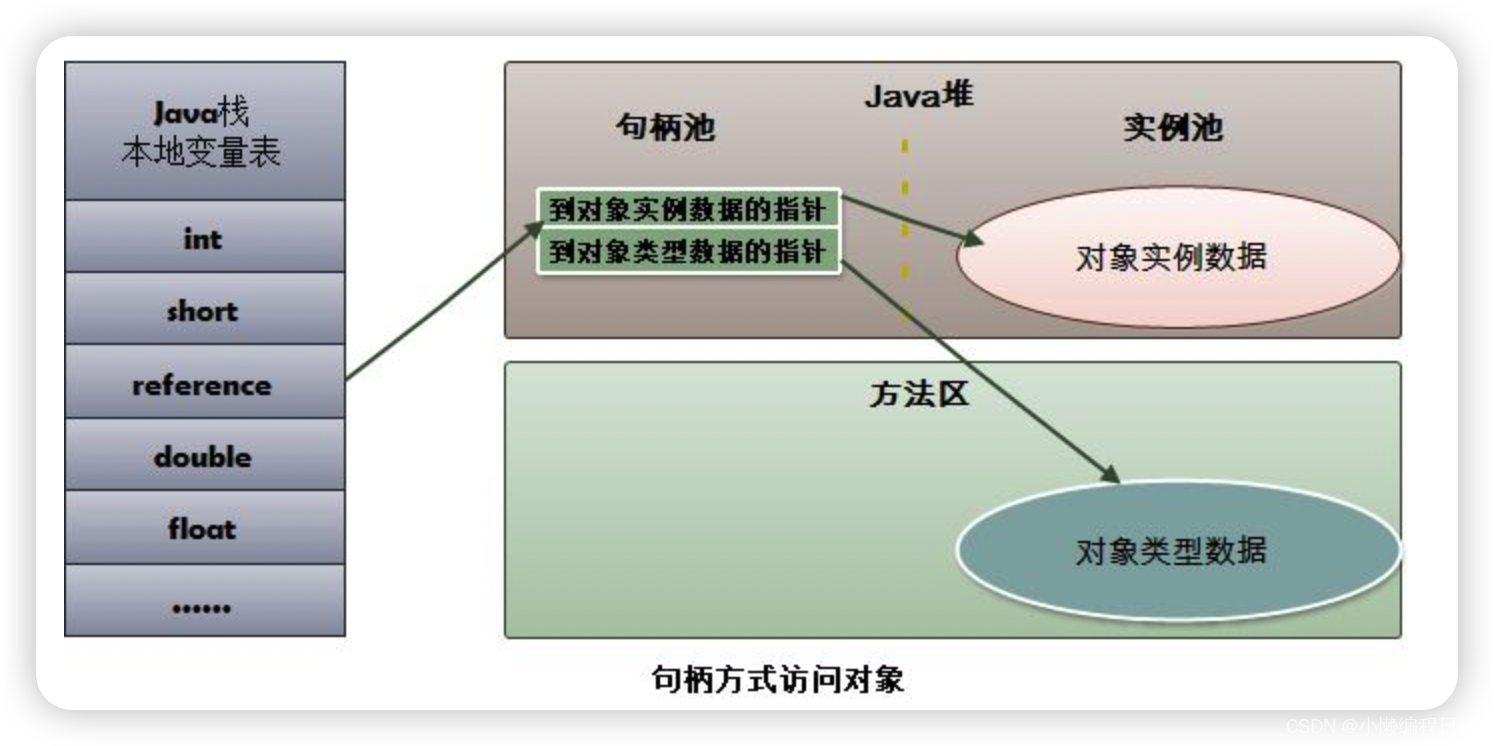 Java栈
本地变量表
int
short
reference
double
float
……
Java堆
句柄池
实例池
到对象实例数据的指针
到对象类型数据的指针
对象实例数据
方法区
对象类型数据
句柄方式访问对象
CSDN @小懒编程